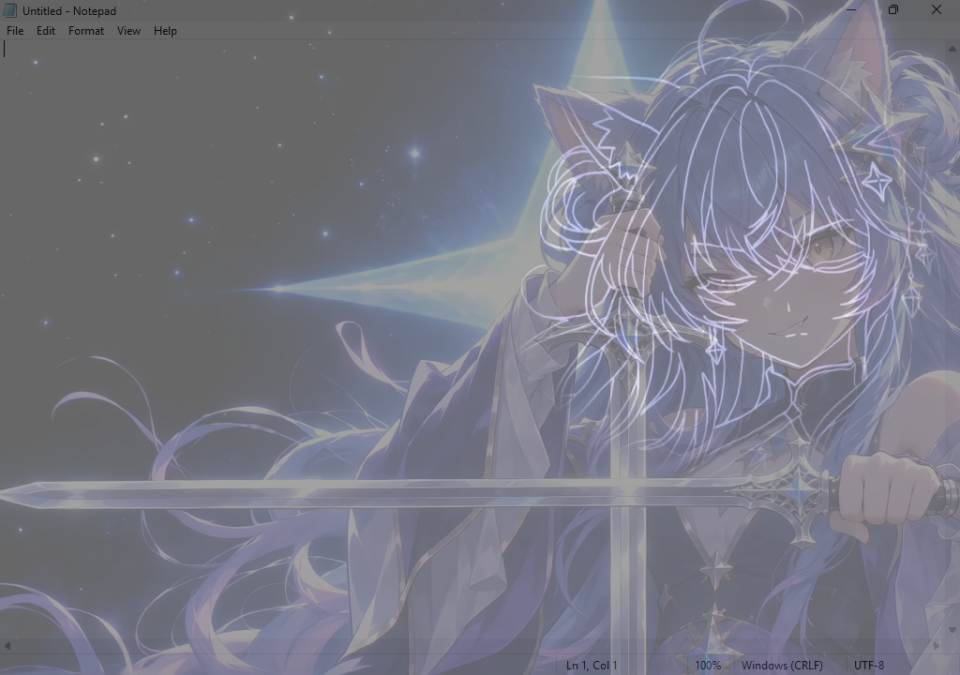 Untitled - Notepad
File Edit Format View Help
Ln 1, Col 1 100% Windows (CRLF) UTF-8